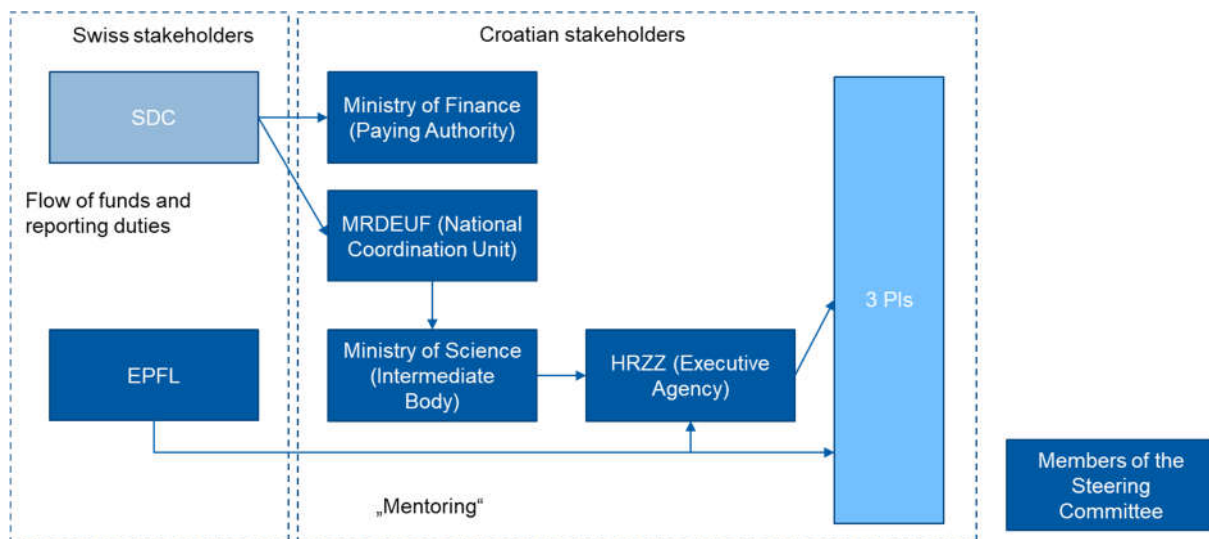 Swiss stakeholders
Croatian stakeholders
SDC
Ministry of Finance
(Paying Authority)
Flow of funds and
reporting duties
MRDEUF (National
Coordination Unit)
3 PIs
EPFL
Ministry of Science
(Intermediate
Body)
HRZZ (Executive
Agency)
„Mentoring“
Members of the
Steering
Committee